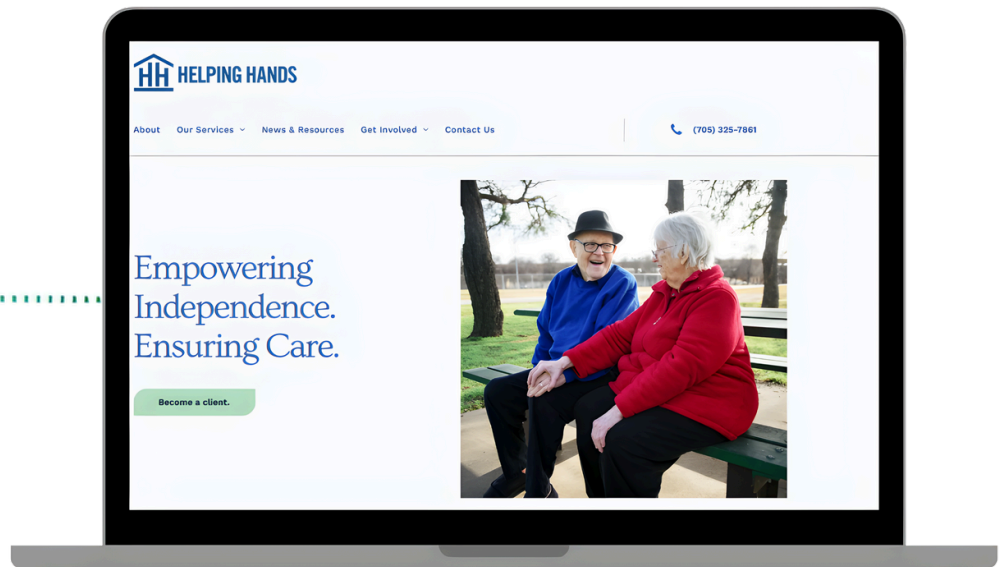 HH HELPING HANDS
About Our Services News & Resources Get Involved Contact Us (705) 325-7861
Empowering
Independence.
Ensuring Care.
Become a client.